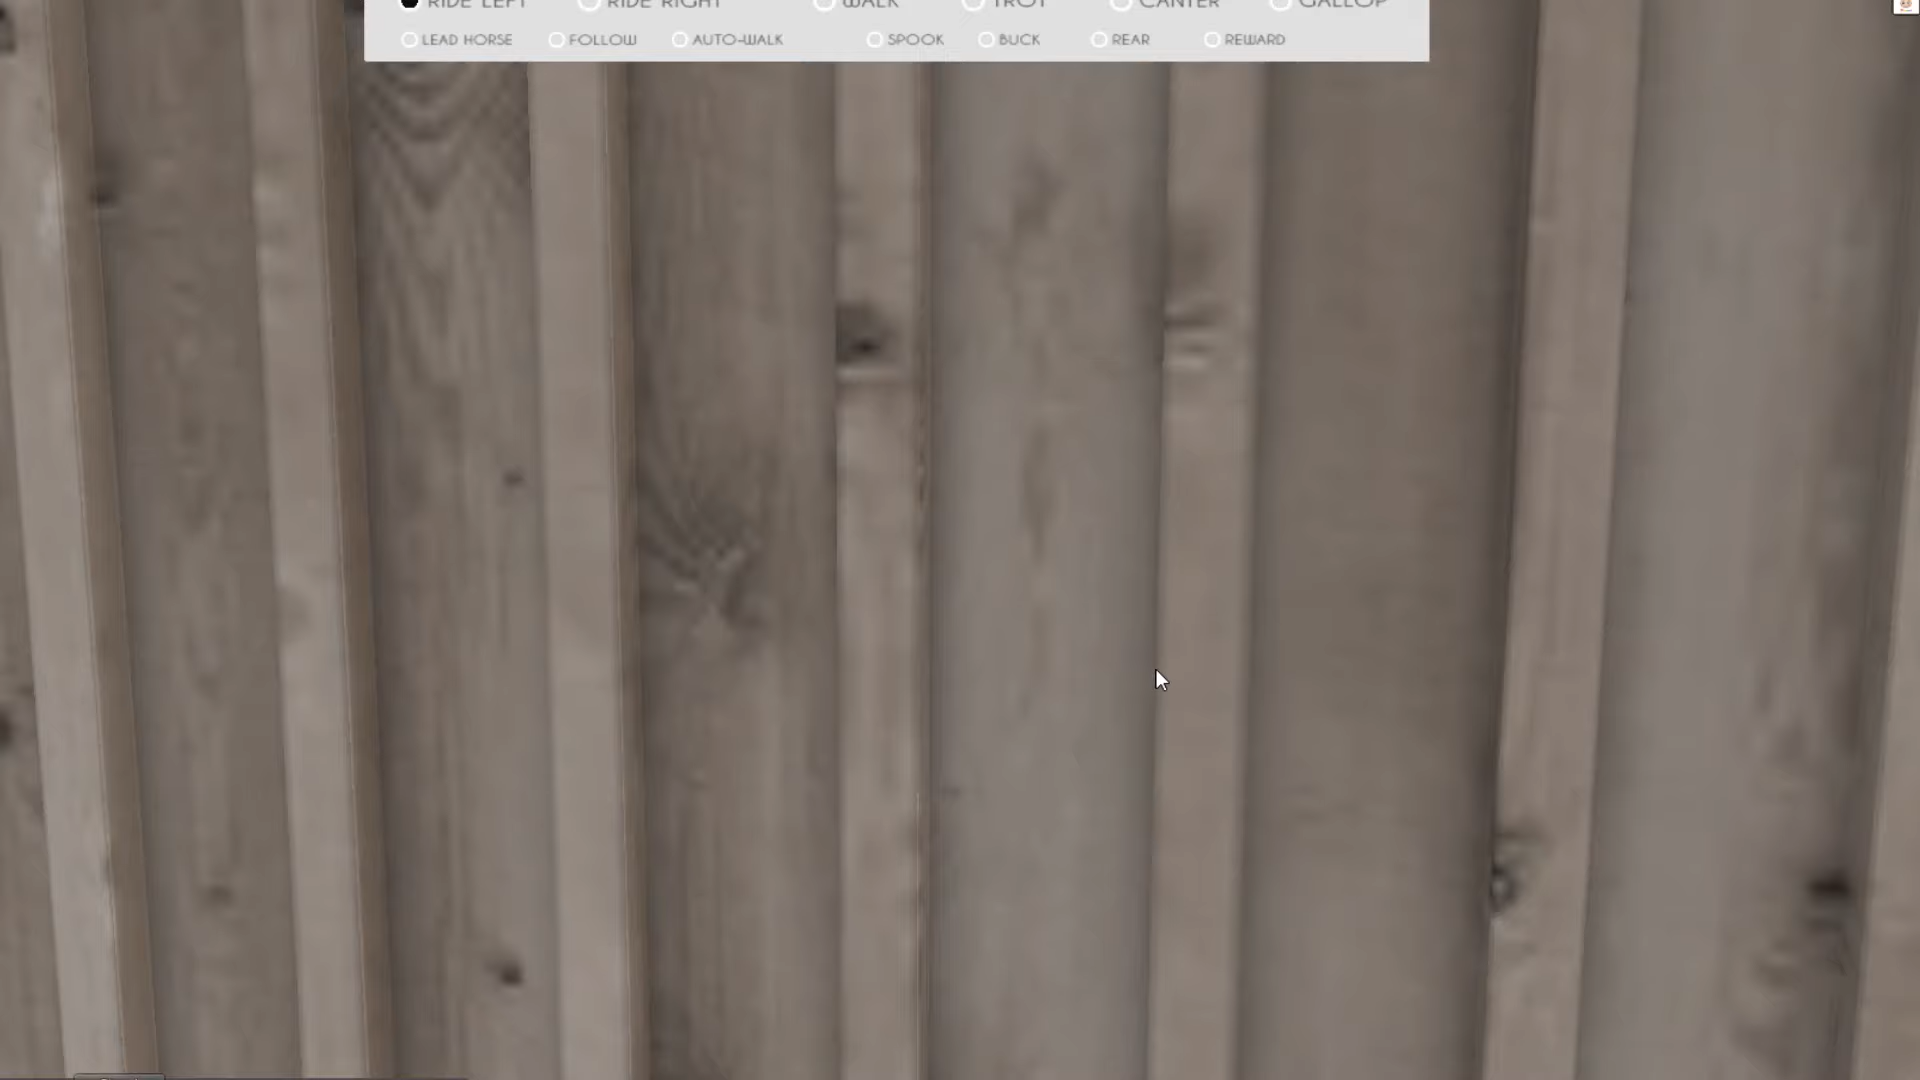 RIDE LEFT RIDE RIGHT WALK TROT CANTER GALLOP
LEAD HORSE FOLLOW AUTO-WALK SPOOK BUCK REAR REWARD